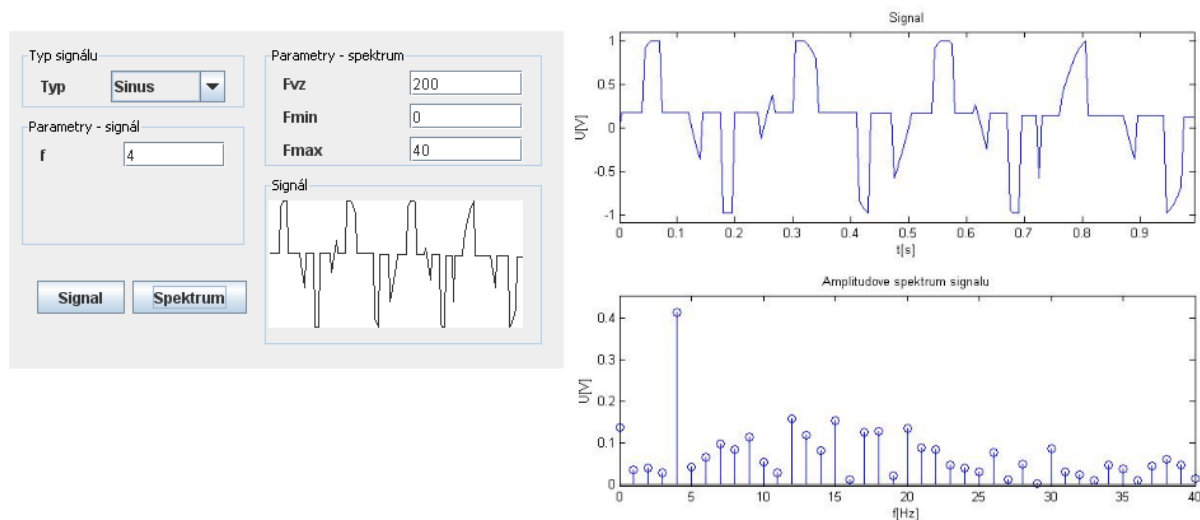 Typ signálu
Typ Sinus
Parametry - signál
f 4
Signal Spektrum
Parametry - spektrum
Fvz 200
Fmin 0
Fmax 40
Signál
Signal
1
0.5
0
-0.5
-1
U[V]
0 0.1 0.2 0.3 0.4 0.5 0.6 0.7 0.8 0.9
t[s]
Amplitudove spektrum signalu
0.4
0.3
0.2
0.1
0
U[V]
0 5 10 15 20 25 30 35 40
f[Hz]